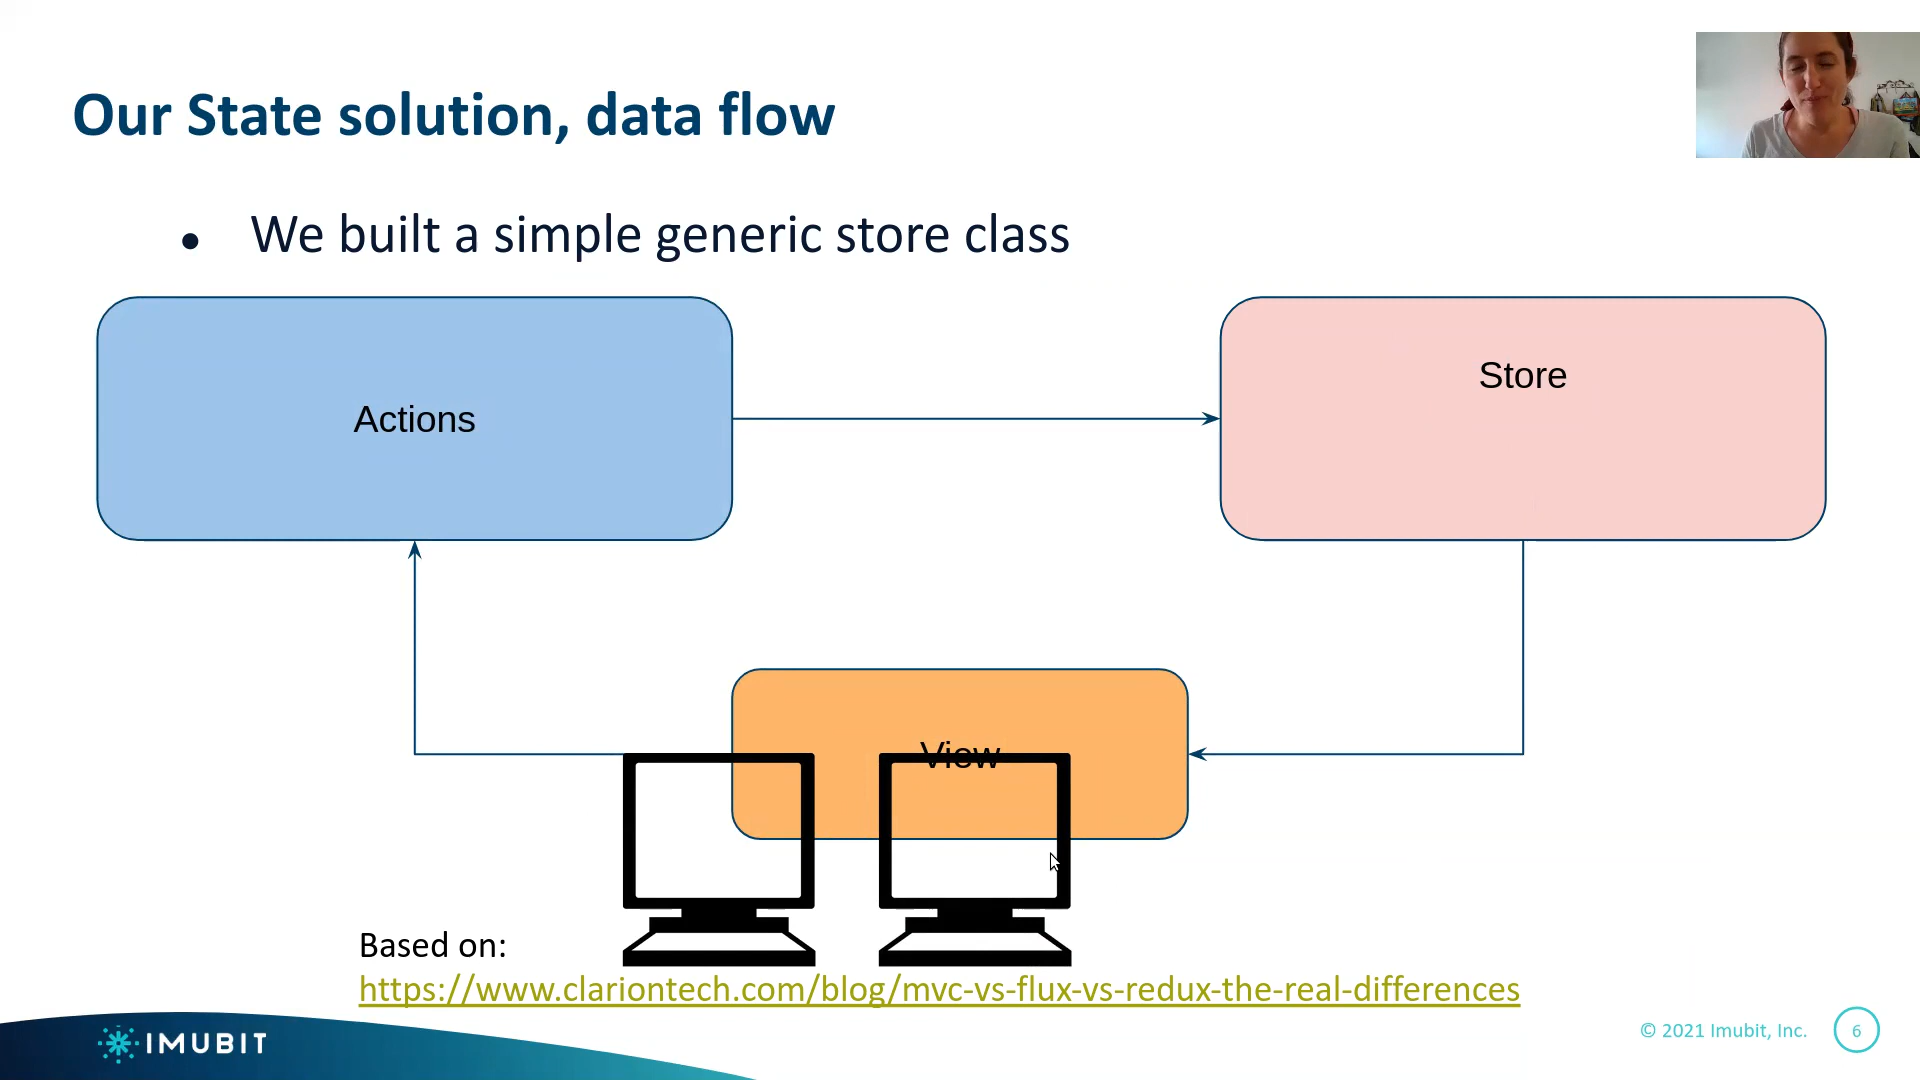 Our State solution, data flow
● We built a simple generic store class
Actions
Store
View
Based on:
https://www.clariontech.com/blog/mvc-vs-flux-vs-redux-the-real-differences
IMUBIT
© 2021 Imubit, Inc.
6